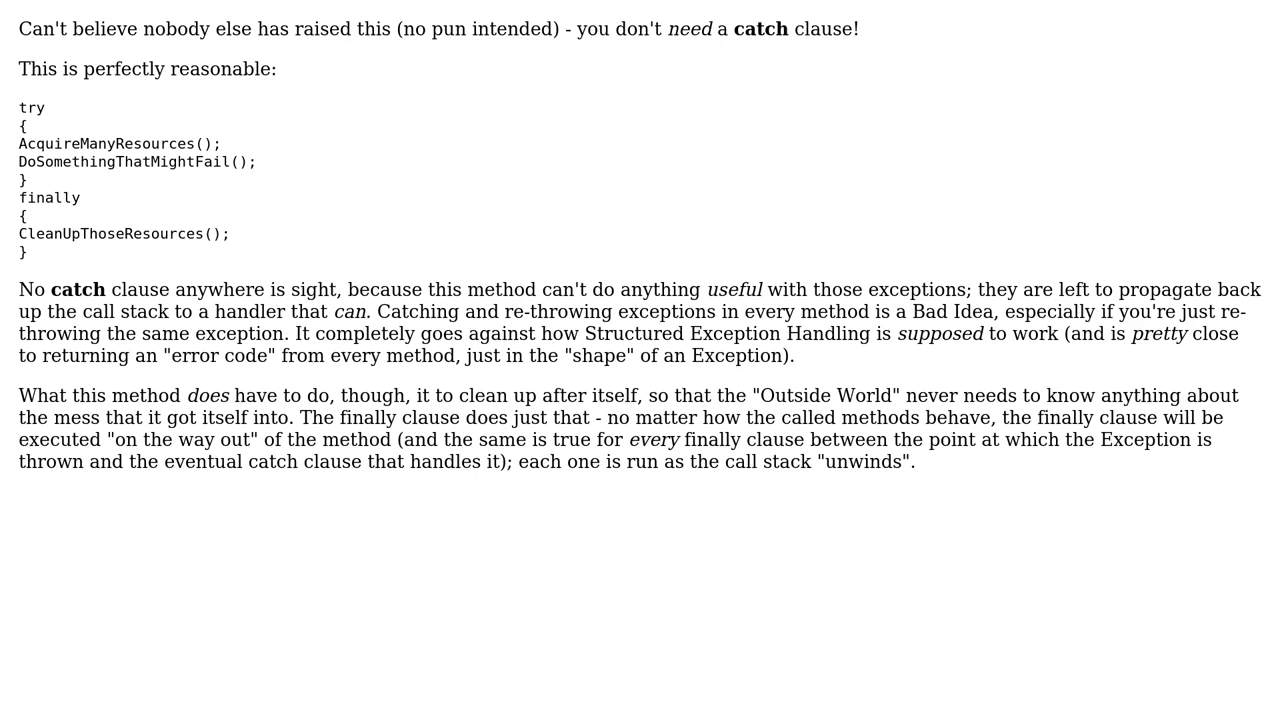 Can't believe nobody else has raised this (no pun intended) - you don't need a catch clause!
This is perfectly reasonable:
try
{
AcquireManyResources();
DoSomethingThatMightFail();
}
finally
{
CleanUpThoseResources();
}
No catch clause anywhere is sight, because this method can't do anything useful with those exceptions; they are left to propagate back
up the call stack to a handler that can. Catching and re-throwing exceptions in every method is a Bad Idea, especially if you're just re-
throwing the same exception. It completely goes against how Structured Exception Handling is supposed to work (and is pretty close
to returning an "error code" from every method, just in the "shape" of an Exception).
What this method does have to do, though, it to clean up after itself, so that the "Outside World" never needs to know anything about
the mess that it got itself into. The finally clause does just that - no matter how the called methods behave, the finally clause will be
executed "on the way out" of the method (and the same is true for every finally clause between the point at which the Exception is
thrown and the eventual catch clause that handles it); each one is run as the call stack "unwinds".